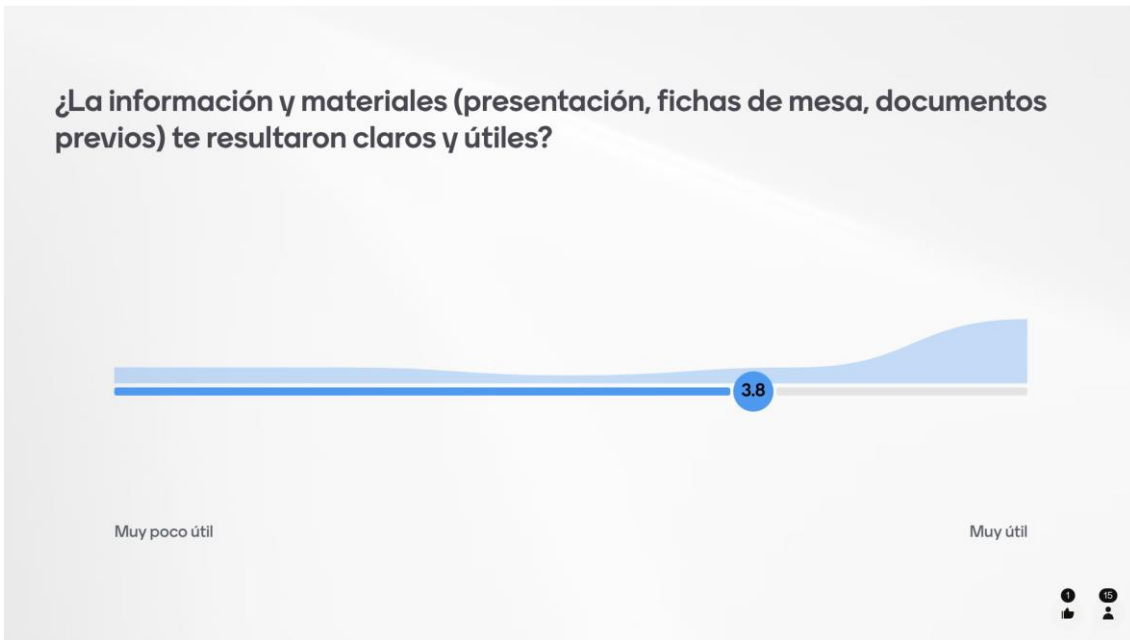 ¿La información y materiales (presentación, fichas de mesa, documentos
previos) te resultaron claros y útiles?
3.8
Muy poco útil
Muy útil
1
15